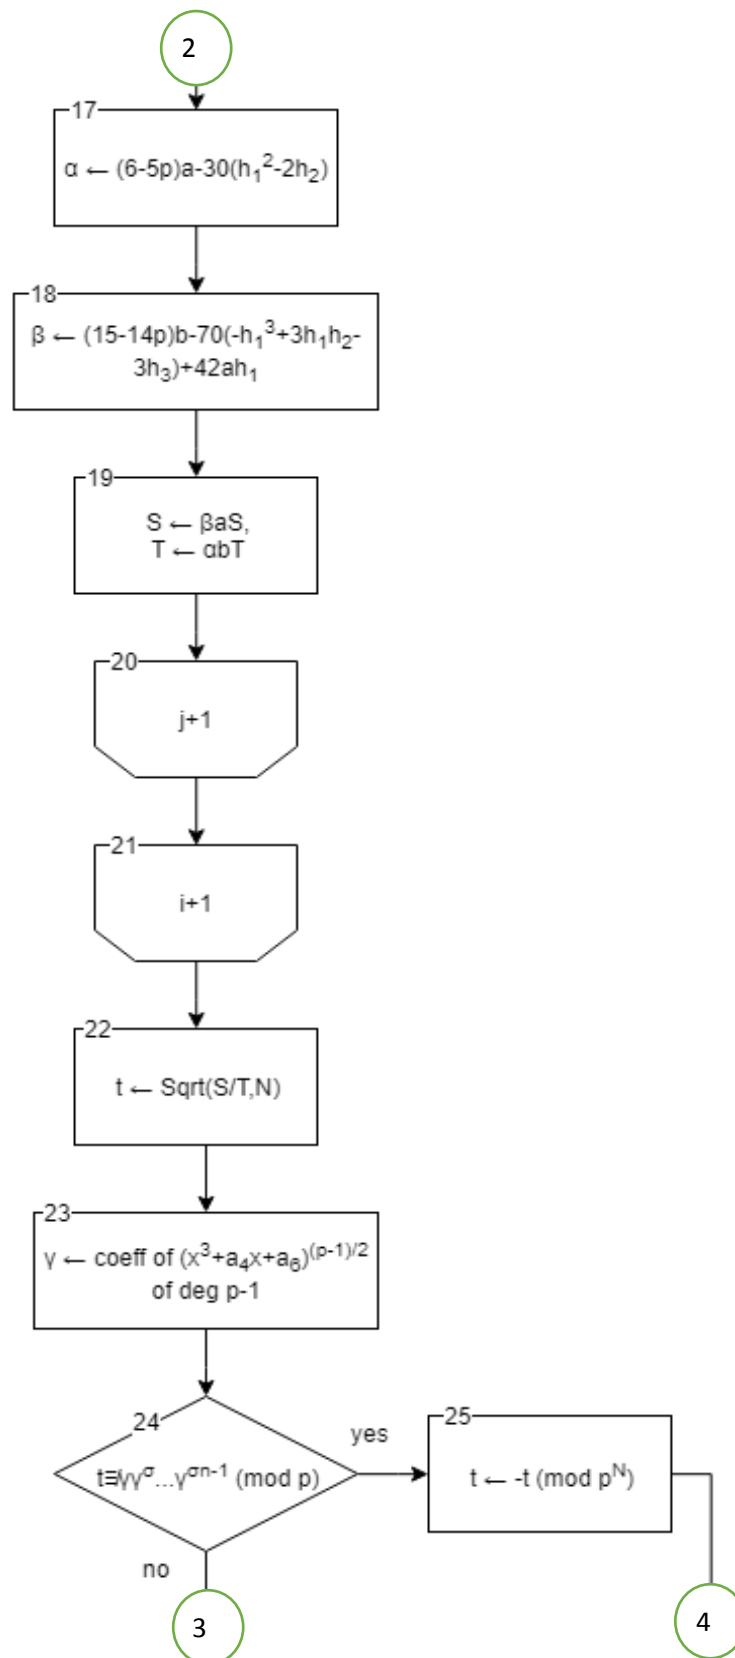 2
17
α ← (6-5p)a-30(h₁²-2h₂)
18
β ← (15-14p)b-70(-h₁³+3h₁h₂-
3h₃)+42ah₁
19
S ← βaS,
T ← αbT
20
j+1
21
i+1
22
t ← Sqrt(S/T,N)
23
γ ← coeff of (x³+a₄x+a₆)^(p-1)/2
of deg p-1
24
yes
25
t≢γγ^σ...γ^σn-1 (mod p)
t ← -t (mod p^N)
no
3
4